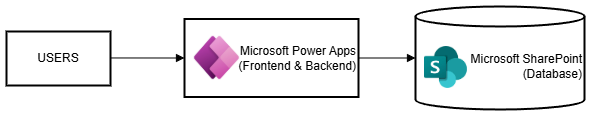 USERS
Microsoft Power Apps
(Frontend & Backend)
S
Microsoft SharePoint
(Database)